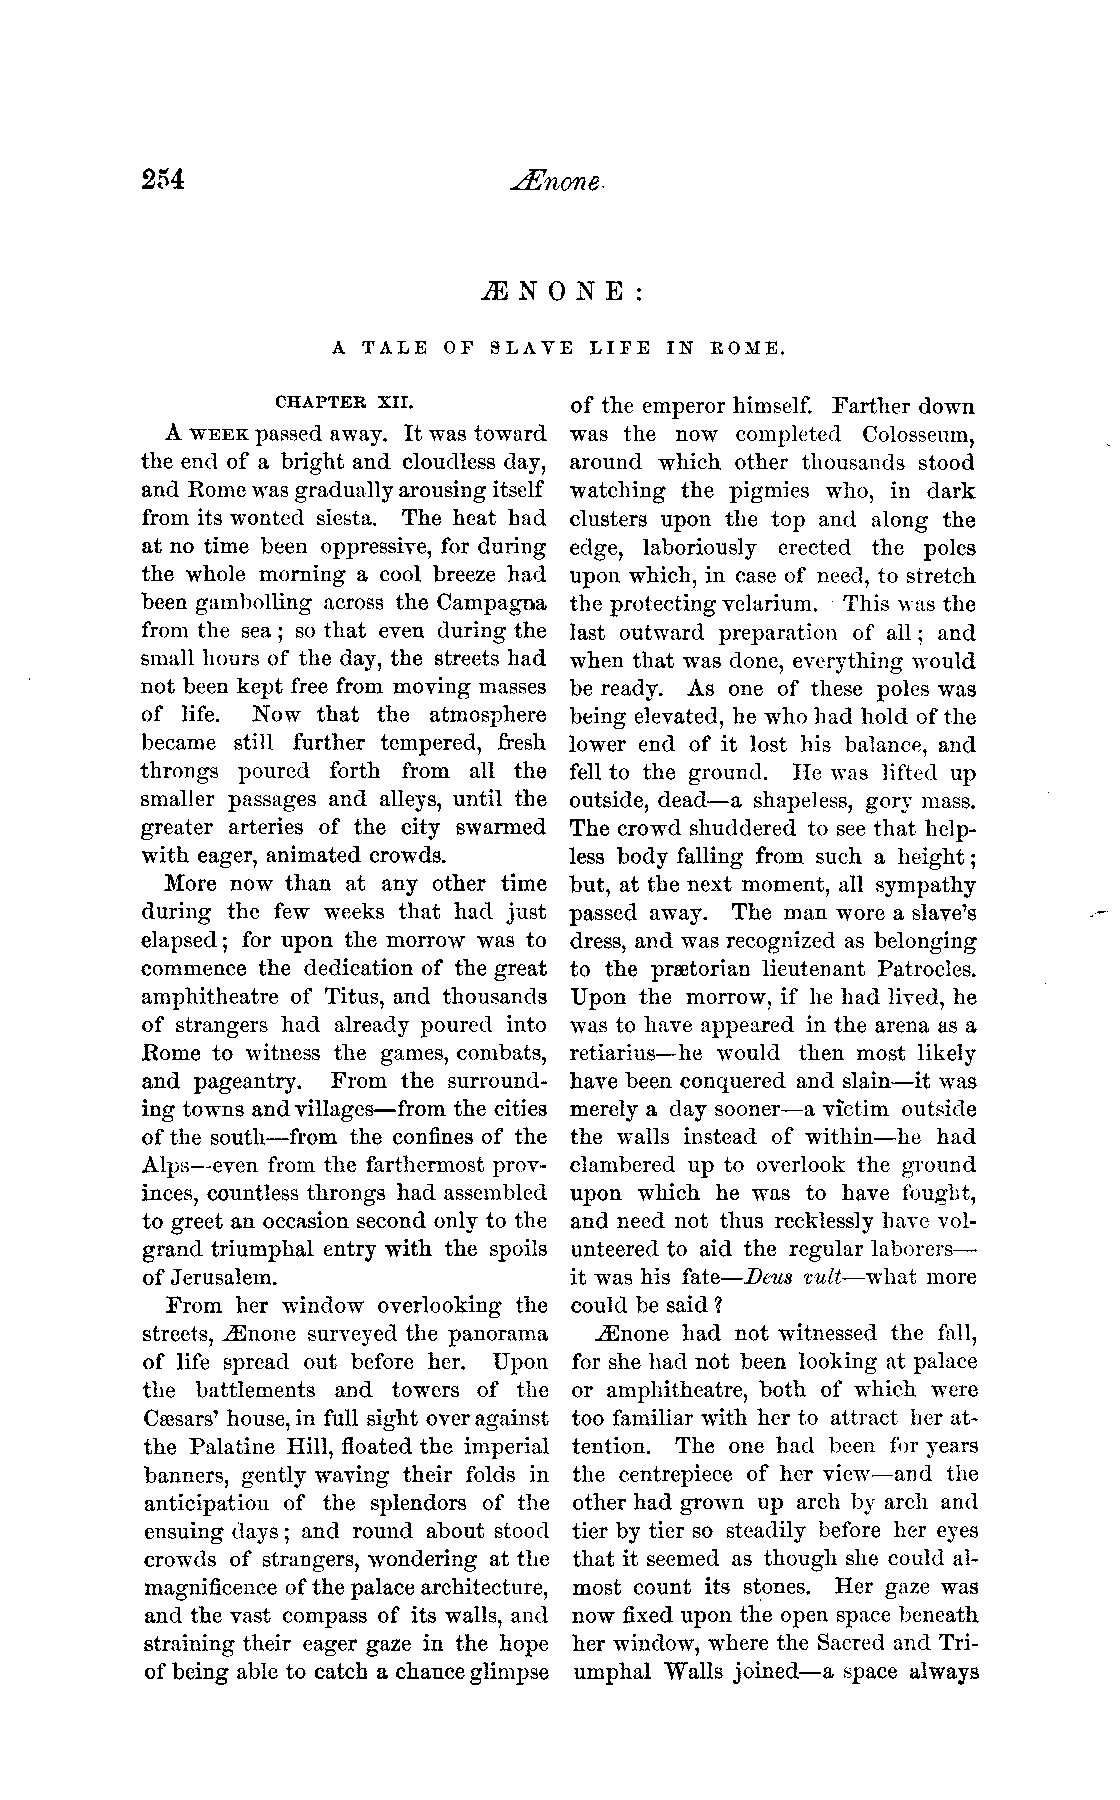 254
Ænone.
ÆNONE:
A TALE OF SLAVE LIFE IN ROME.
CHAPTER XII.
A WEEK passed away. It was toward
the end of a bright and cloudless day,
and Rome was gradually arousing itself
from its wonted siesta. The heat had
at no time been oppressive, for during
the whole morning a cool breeze had
been gambolling across the Campagna
from the sea; so that even during the
small hours of the day, the streets had
not been kept free from moving masses
of life. Now that the atmosphere
became still further tempered, fresh
throngs poured forth from all the
smaller passages and alleys, until the
greater arteries of the city swarmed
with eager, animated crowds.
More now than at any other time
during the few weeks that had just
elapsed; for upon the morrow was to
commence the dedication of the great
amphitheatre of Titus, and thousands
of strangers had already poured into
Rome to witness the games, combats,
and pageantry. From the surround-
ing towns and villages—from the cities
of the south—from the confines of the
Alps—even from the farthermost prov-
inces, countless throngs had assembled
to greet an occasion second only to the
grand triumphal entry with the spoils
of Jerusalem.
From her window overlooking the
streets, Ænone surveyed the panorama
of life spread out before her. Upon
the battlements and towers of the
Cæsars' house, in full sight over against
the Palatine Hill, floated the imperial
banners, gently waving their folds in
anticipation of the splendors of the
ensuing days; and round about stood
crowds of strangers, wondering at the
magnificence of the palace architecture,
and the vast compass of its walls, and
straining their eager gaze in the hope
of being able to catch a chance glimpse
of the emperor himself. Farther down
was the now completed Colosseum,
around which other thousands stood
watching the pigmies who, in dark
clusters upon the top and along the
edge, laboriously erected the poles
upon which, in case of need, to stretch
the protecting velarium. This was the
last outward preparation of all; and
when that was done, everything would
be ready. As one of these poles was
being elevated, he who had hold of the
lower end of it lost his balance, and
fell to the ground. He was lifted up
outside, dead—a shapeless, gory mass.
The crowd shuddered to see that help-
less body falling from such a height;
but, at the next moment, all sympathy
passed away. The man wore a slave's
dress, and was recognized as belonging
to the prætorian lieutenant Patrocles.
Upon the morrow, if he had lived, he
was to have appeared in the arena as a
retiarius—he would then most likely
have been conquered and slain—it was
merely a day sooner—a victim outside
the walls instead of within—he had
clambered up to overlook the ground
upon which he was to have fought,
and need not thus recklessly have vol-
unteered to aid the regular laborers—
it was his fate—Deus vult—what more
could be said?
Ænone had not witnessed the fall,
for she had not been looking at palace
or amphitheatre, both of which were
too familiar with her to attract her at-
tention. The one had been for years
the centrepiece of her view—and the
other had grown up arch by arch and
tier by tier so steadily before her eyes
that it seemed as though she could al-
most count its stones. Her gaze was
now fixed upon the open space beneath
her window, where the Sacred and Tri-
umphal Walls joined—a space always